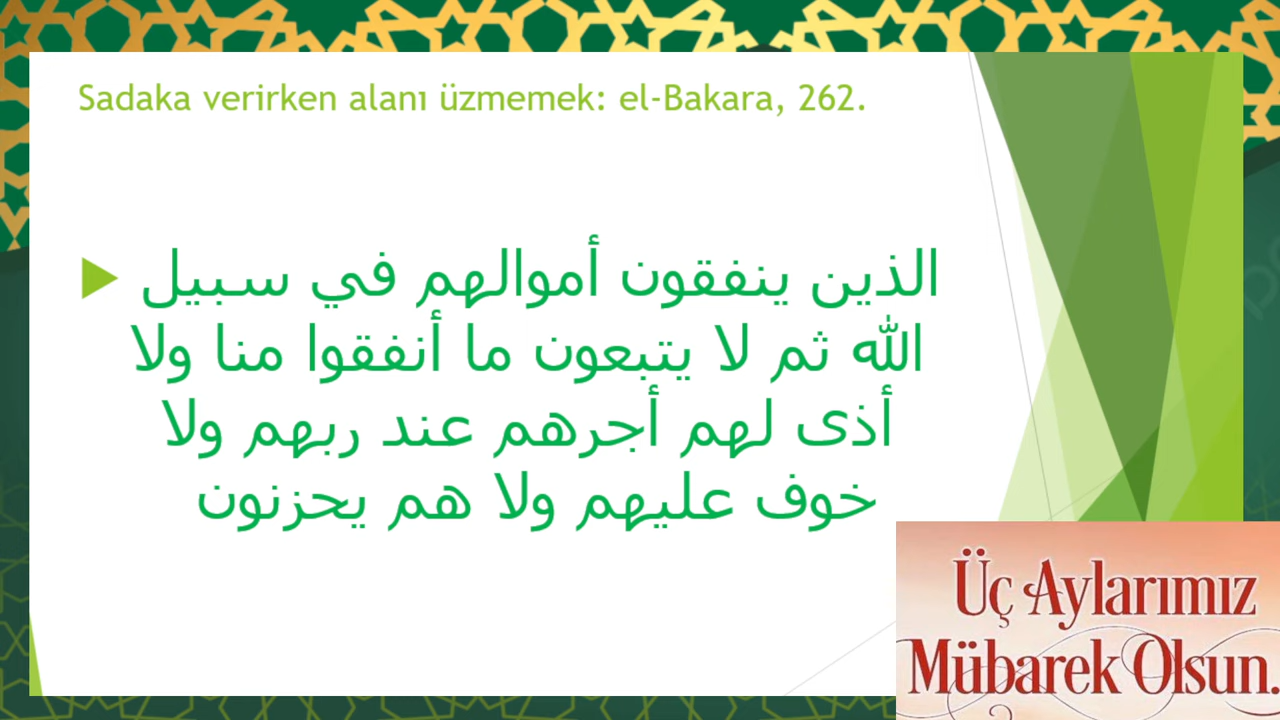 Sadaka verirken alanı üzmemek: el-Bakara, 262.
الذين ينفقون أموالهم في سبيل
الله ثم لا يتبعون ما أنفقوا منا ولا
أذى لهم أجرهم عند ربهم ولا
خوف عليهم ولا هم يحزنون
Üç Aylarımız
Mübarek Olsun.